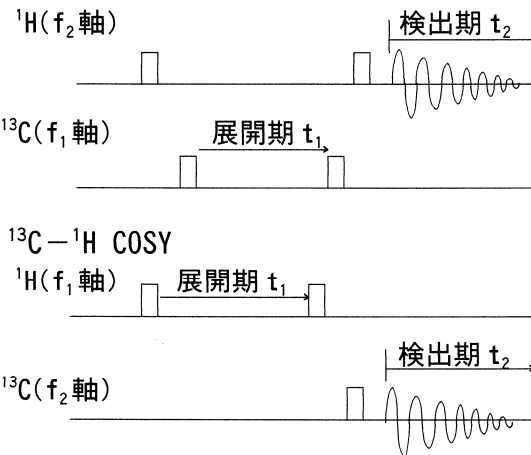 ¹H(f₂軸)
検出期 t₂
¹³C(f₁軸)
展開期 t₁
¹³C－¹H COSY
¹H(f₁軸)
展開期 t₁
検出期 t₂
¹³C(f₂軸)